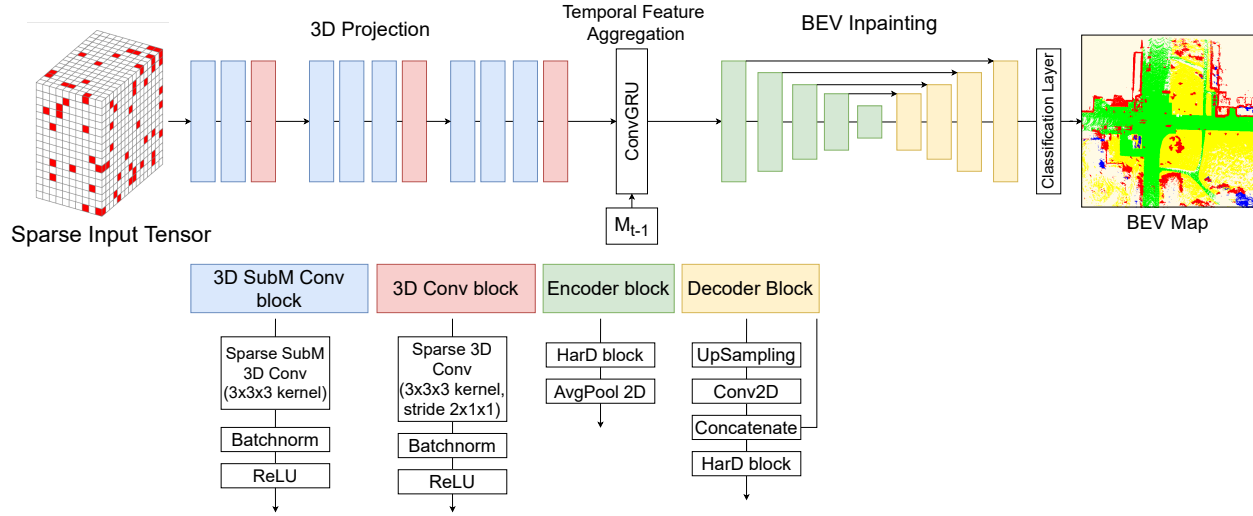 3D Projection
Temporal Feature
Aggregation
BEV Inpainting
ConvGRU
Classification Layer
M_{t-1}
Sparse Input Tensor
BEV Map
3D SubM Conv
block
3D Conv block
Encoder block
Decoder Block
Sparse SubM
3D Conv
(3x3x3 kernel)
Batchnorm
ReLU
Sparse 3D
Conv
(3x3x3 kernel,
stride 2x1x1)
Batchnorm
ReLU
HarD block
AvgPool 2D
UpSampling
Conv2D
Concatenate
HarD block